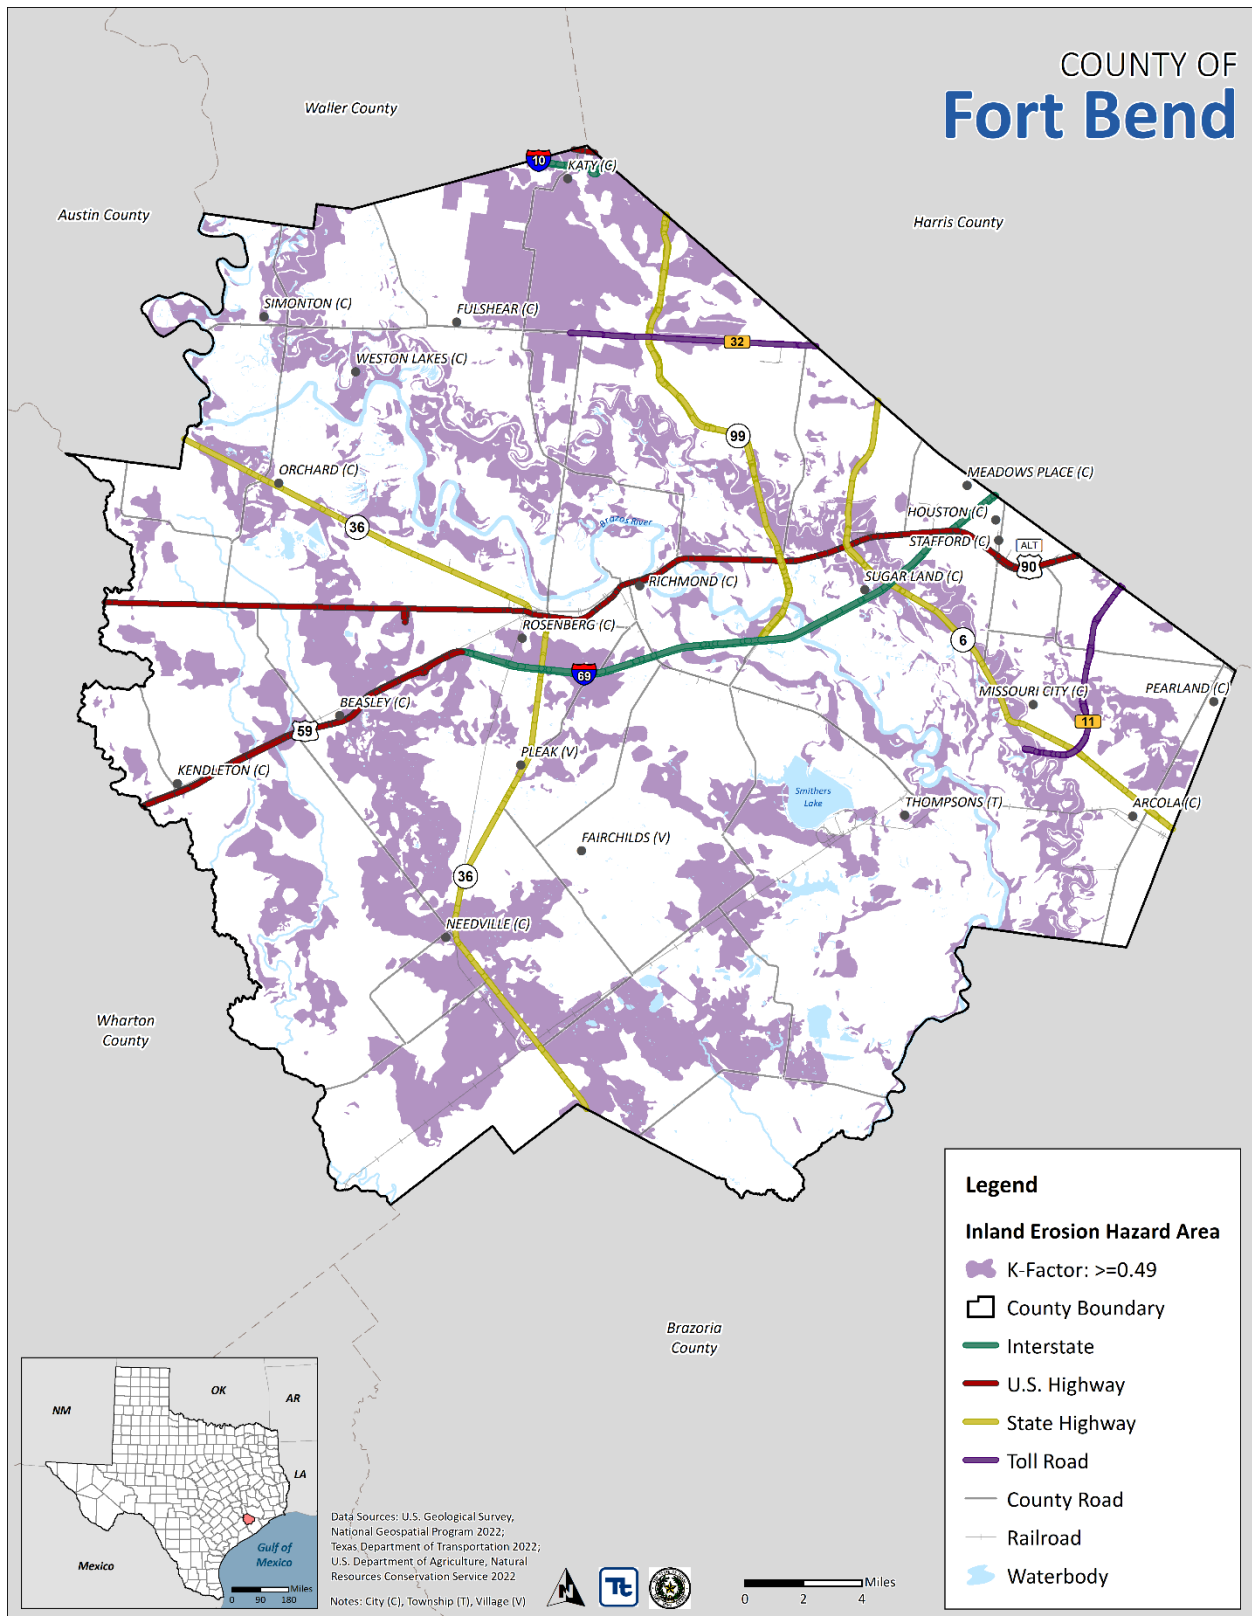 COUNTY OF
Fort Bend
Waller County
Austin County
Harris County
10
KATY (C)
SIMONTON (C)
FULSHEAR (C)
32
WESTON LAKES (C)
99
ORCHARD (C)
MEADOWS PLACE (C)
36
HOUSTON (C)
Brazos River
STAFFORD (C)
ALT
90
RICHMOND (C)
SUGAR LAND (C)
ROSENBERG (C)
6
69
BEASLEY (C)
MISSOURI CITY (C)
PEARLAND (C)
59
11
PLEAK (V)
KENDLETON (C)
Smithers
Lake
THOMPSONS (T)
ARCOLA (C)
FAIRCHILDS (V)
36
NEEDVILLE (C)
Wharton
County
Brazoria
County
Legend
Inland Erosion Hazard Area
K-Factor: >=0.49
County Boundary
Interstate
U.S. Highway
State Highway
Toll Road
County Road
Railroad
Waterbody
NM
OK
AR
LA
Mexico
Gulf of
Mexico
Miles
0 90 180
Data Sources: U.S. Geological Survey,
National Geospatial Program 2022;
Texas Department of Transportation 2022;
U.S. Department of Agriculture, Natural
Resources Conservation Service 2022
Notes: City (C), Township (T), Village (V)
N
Tt
Miles
0 2 4